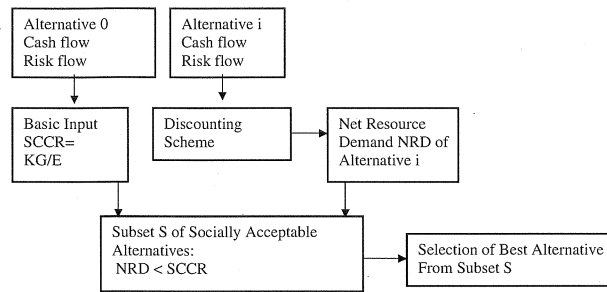 Alternative 0
Cash flow
Risk flow
Alternative i
Cash flow
Risk flow
Basic Input
SCCR=
KG/E
Discounting
Scheme
Net Resource
Demand NRD of
Alternative i
Subset S of Socially Acceptable
Alternatives:
NRD < SCCR
Selection of Best Alternative
From Subset S